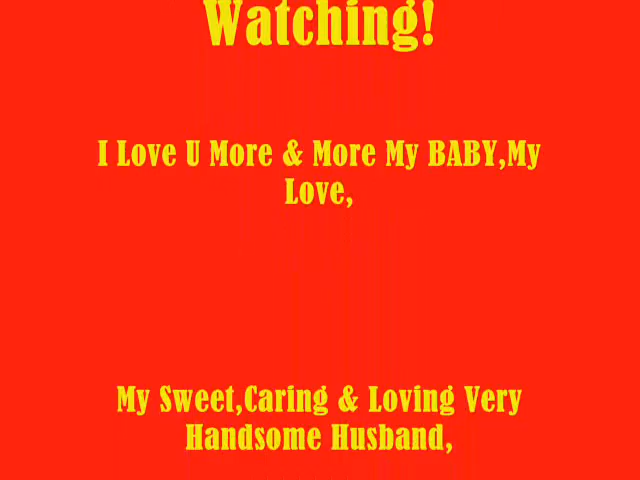 Watching!
I Love U More & More My BABY,My
Love,
My Sweet,Caring & Loving Very
Handsome Husband,